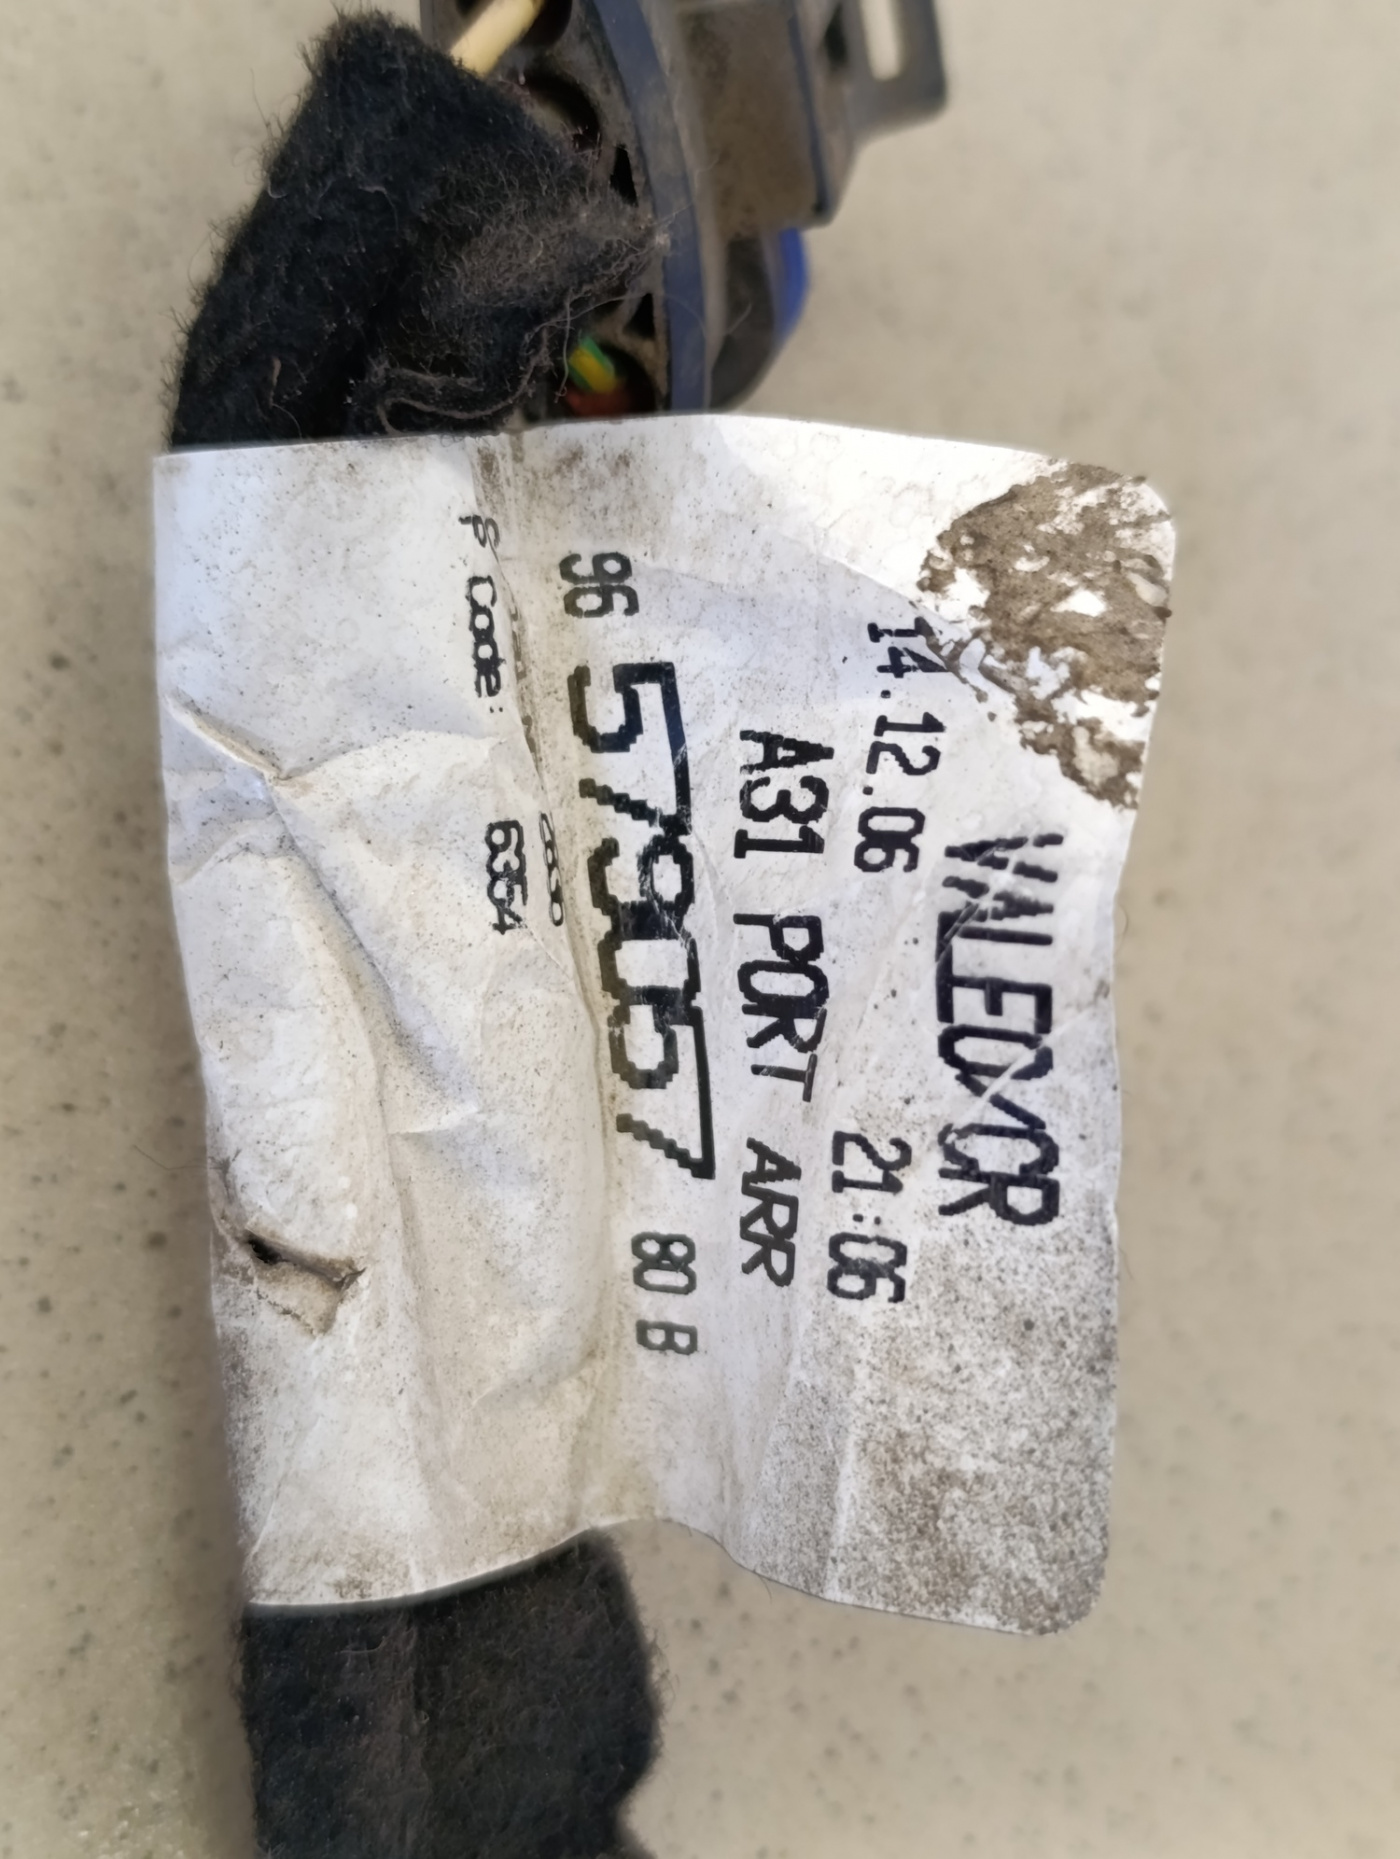 VALEO/CR
14.12.06 21:06
A31 PORT ARR
96 579057 80 B
Code: 6354